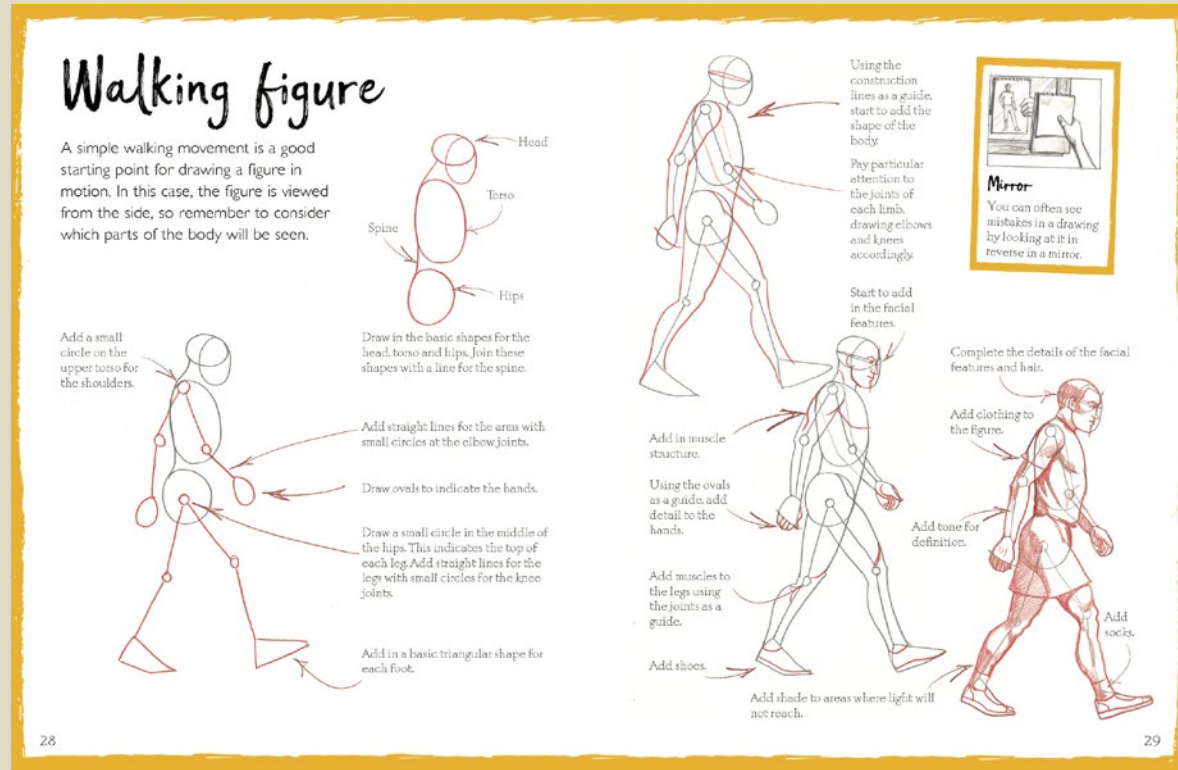 Walking figure
A simple walking movement is a good
starting point for drawing a figure in
motion. In this case, the figure is viewed
from the side, so remember to consider
which parts of the body will be seen.
Head
Torso
Spine
Hips
Draw in the basic shapes for the
head, torso and hips. Join these
shapes with a line for the spine.
Add a small
circle on the
upper torso for
the shoulders.
Add straight lines for the arms with
small circles at the elbow joints.
Draw ovals to indicate the hands.
Draw a small circle in the middle of
the hips. This indicates the top of
each leg. Add straight lines for the
legs with small circles for the knee
joints.
Add in a basic triangular shape for
each foot.
28
Using the
construction
lines as a guide,
start to add the
shape of the
body.
Pay particular
attention to
the joints of
each limb,
drawing elbows
and knees
accordingly.
Mirror
You can often see
mistakes in a drawing
by looking at it in
reverse in a mirror.
Start to add
in the facial
features.
Add in muscle
structure.
Using the ovals
as a guide, add
detail to the
hands.
Add muscles to
the legs using
the joints as a
guide.
Add shoes.
Complete the details of the facial
features and hair.
Add clothing to
the figure.
Add tone for
definition.
Add
socks.
Add shade to areas where light will
not reach.
29